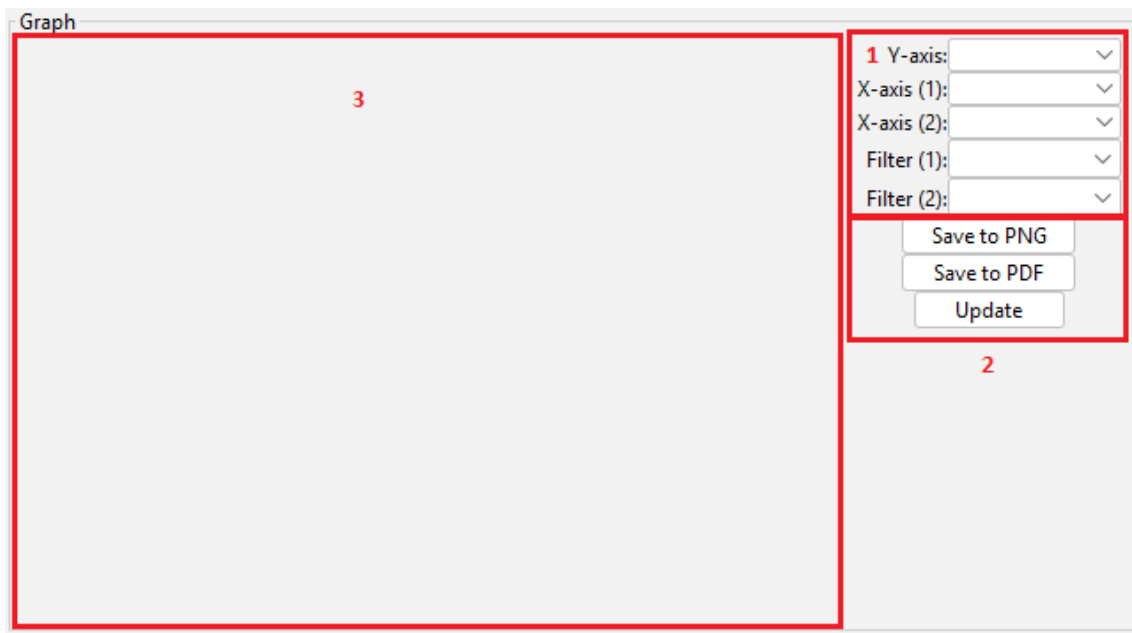 Graph
3
1 Y-axis:
X-axis (1):
X-axis (2):
Filter (1):
Filter (2):
Save to PNG
Save to PDF
Update
2